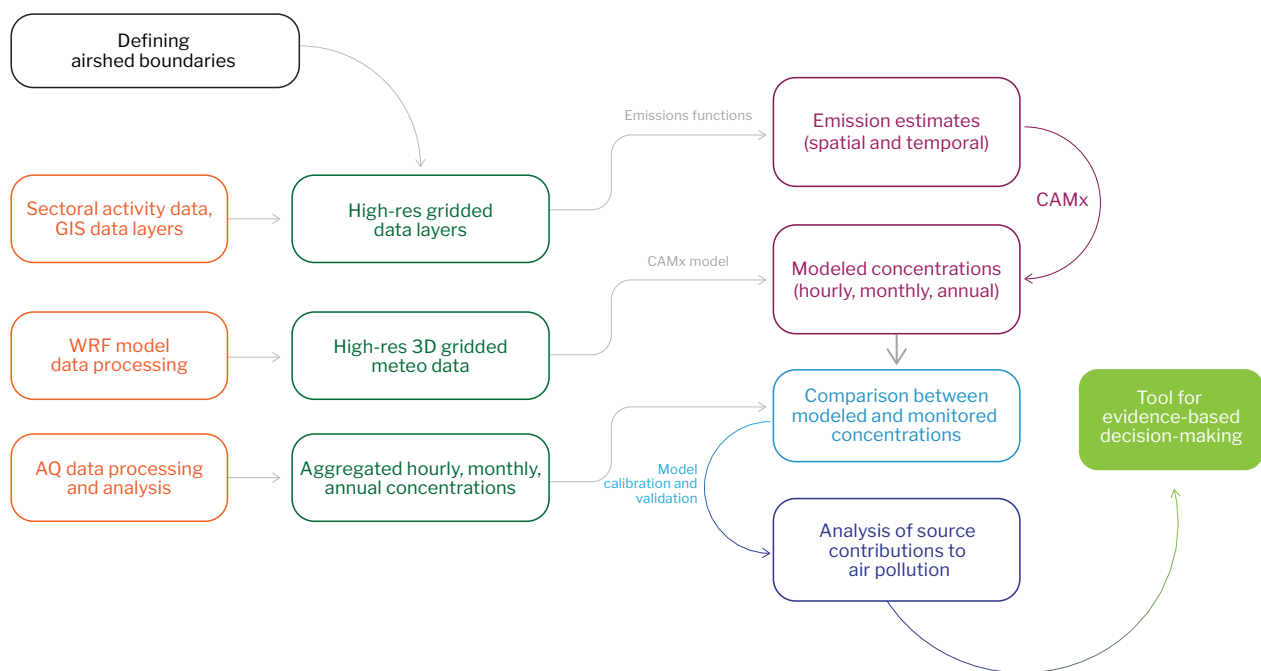 Defining
airshed boundaries
Emissions functions
Emission estimates
(spatial and temporal)
Sectoral activity data,
GIS data layers
High-res gridded
data layers
CAMx
CAMx model
Modeled concentrations
(hourly, monthly, annual)
WRF model
data processing
High-res 3D gridded
meteo data
Comparison between
modeled and monitored
concentrations
Tool for
evidence-based
decision-making
AQ data processing
and analysis
Aggregated hourly, monthly,
annual concentrations
Model
calibration and
validation
Analysis of source
contributions to
air pollution